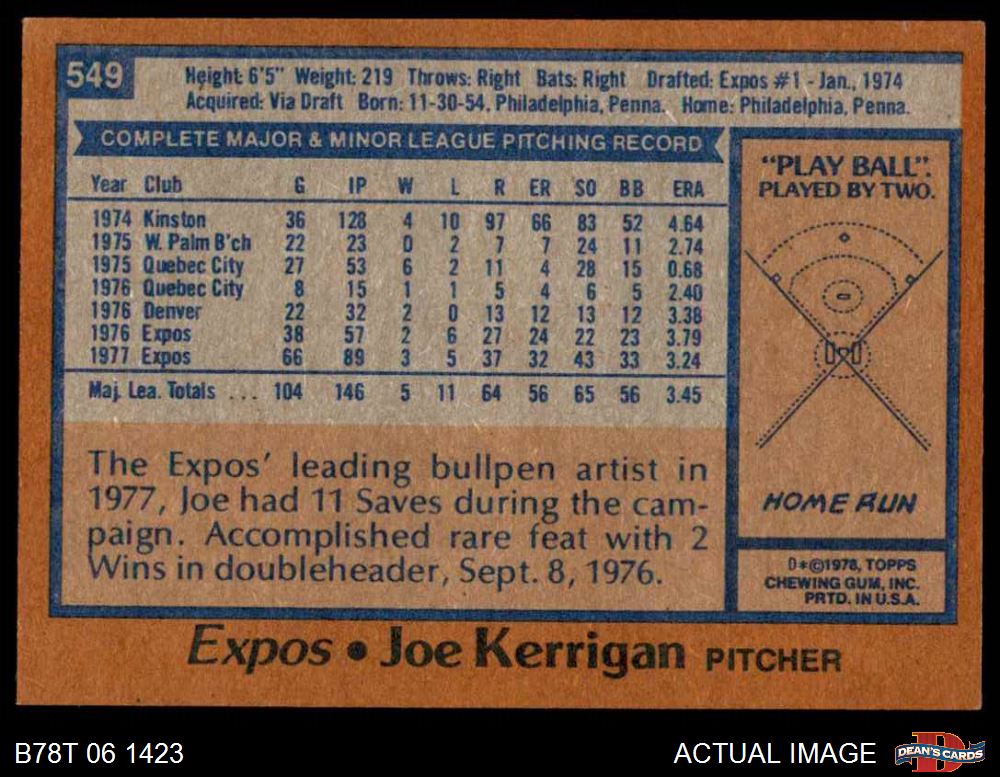 549
Height: 6'5" Weight: 219 Throws: Right Bats: Right Drafted: Expos #1 - Jan., 1974
Acquired: Via Draft Born: 11-30-54, Philadelphia, Penna. Home: Philadelphia, Penna.
COMPLETE MAJOR & MINOR LEAGUE PITCHING RECORD
Year Club G IP W L R ER SO BB ERA
1974 Kinston 36 128 4 10 97 66 83 52 4.64
1975 W. Palm B'ch 22 23 0 2 7 7 24 11 2.74
1975 Quebec City 27 53 6 2 11 4 28 15 0.68
1976 Quebec City 8 15 1 1 5 4 6 5 2.40
1976 Denver 22 32 2 0 13 12 13 12 3.38
1976 Expos 38 57 2 6 27 24 22 23 3.79
1977 Expos 66 89 3 5 37 32 43 33 3.24
Maj. Lea. Totals ... 104 146 5 11 64 56 65 56 3.45
The Expos' leading bullpen artist in
1977, Joe had 11 Saves during the cam-
paign. Accomplished rare feat with 2
Wins in doubleheader, Sept. 8, 1976.
"PLAY BALL".
PLAYED BY TWO.
HOME RUN
D*©1978, TOPPS
CHEWING GUM, INC.
PRTD. IN U.S.A.
Expos • Joe Kerrigan PITCHER
B78T 06 1423
ACTUAL IMAGE
D
DEAN'S CARDS